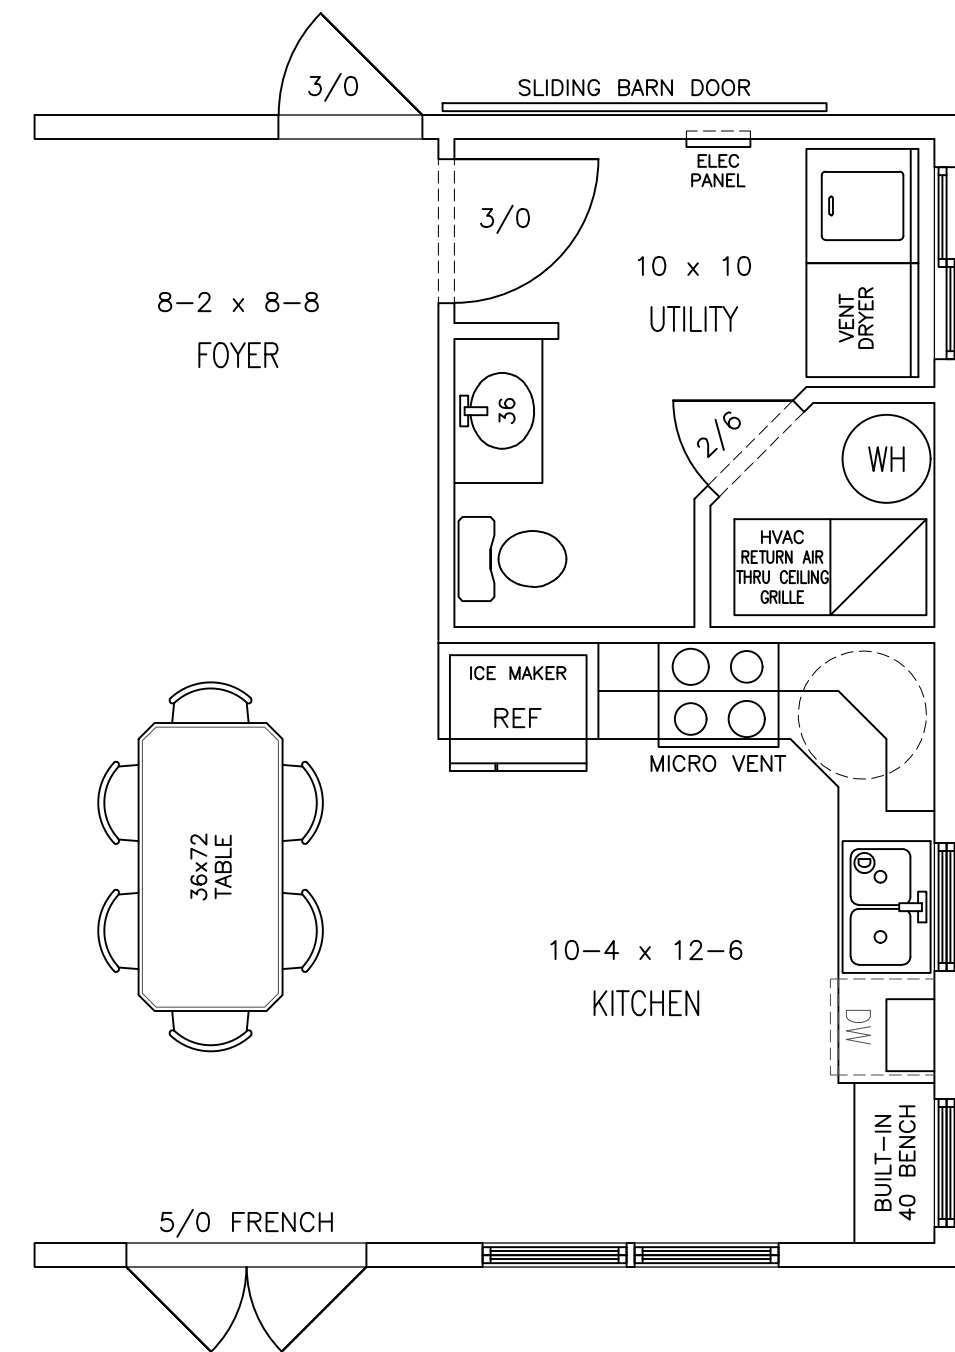 3/0
SLIDING BARN DOOR
ELEC
PANEL
3/0
10 x 10
UTILITY
8-2 x 8-8
FOYER
VENT
DRYER
36
2/6
WH
HVAC
RETURN AIR
THRU CEILING
GRILLE
ICE MAKER
REF
MICRO VENT
36x72
TABLE
D
10-4 x 12-6
KITCHEN
DW
BUILT-IN
40 BENCH
5/0 FRENCH